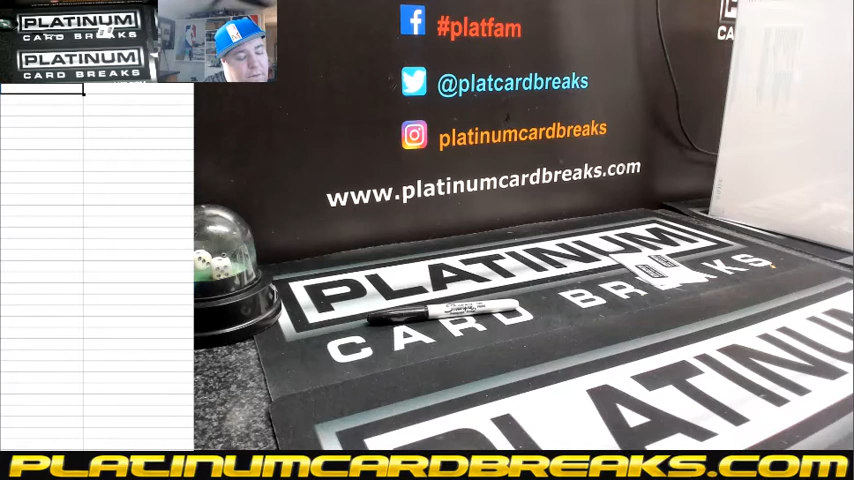 PLATINUM
CARD BREAKS
PLATINUM
CARD BREAKS
#platfam
@platcardbreaks
platinumcardbreaks
www.platinumcardbreaks.com
PLATINUM
CARD BREAKS
PLATINUM
PLATINUMCARDBREAKS.COM